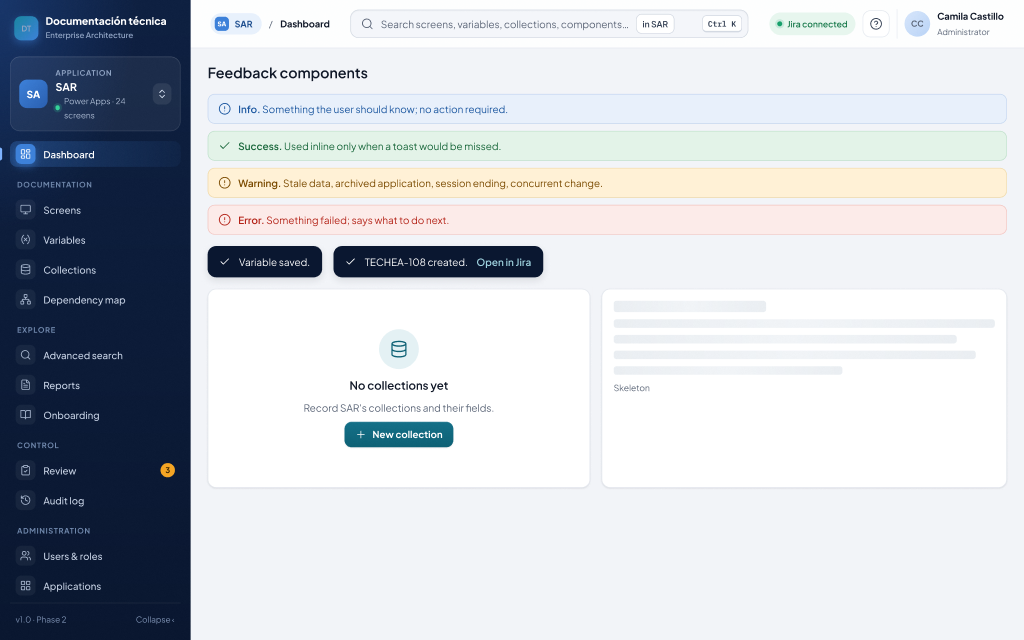 DT
Documentación técnica
Enterprise Architecture
SA
APPLICATION
SAR
Power Apps · 24
screens
Dashboard
DOCUMENTATION
Screens
(x) Variables
Collections
Dependency map
EXPLORE
Advanced search
Reports
Onboarding
CONTROL
Review 3
Audit log
ADMINISTRATION
Users & roles
Applications
v1.0 · Phase 2 Collapse ‹
SA SAR / Dashboard
Search screens, variables, collections, components… in SAR Ctrl K
Jira connected
CC
Camila Castillo
Administrator
Feedback components
Info. Something the user should know; no action required.
Success. Used inline only when a toast would be missed.
Warning. Stale data, archived application, session ending, concurrent change.
Error. Something failed; says what to do next.
Variable saved.
TECHEA-108 created. Open in Jira
No collections yet
Record SAR's collections and their fields.
+ New collection
Skeleton